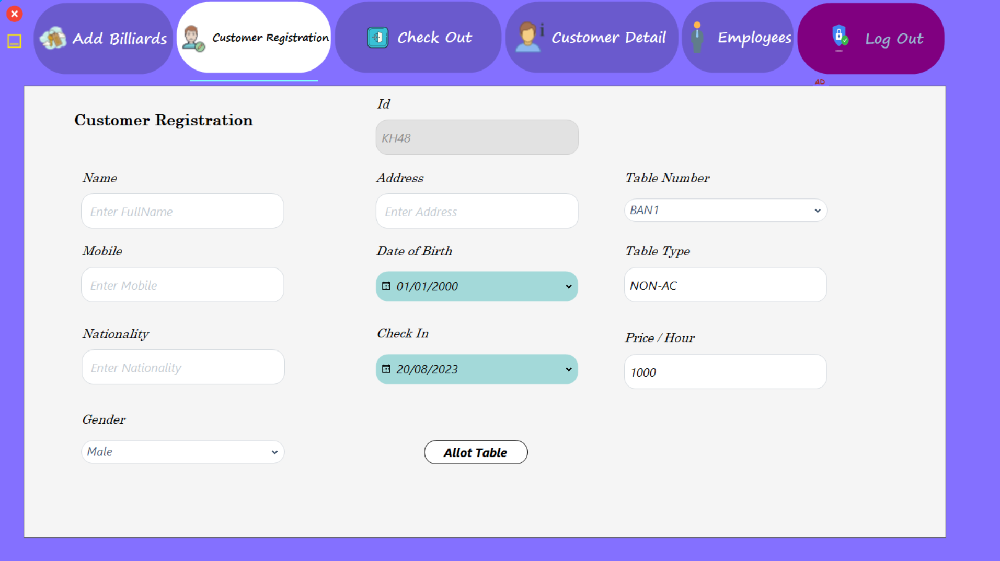 Add Billiards
Customer Registration
Check Out
Customer Detail
Employees
Log Out
AD
Customer Registration
Id
KH48
Name
Address
Table Number
Enter FullName
Enter Address
BAN1
Mobile
Date of Birth
Table Type
Enter Mobile
01/01/2000
NON-AC
Nationality
Check In
Price / Hour
Enter Nationality
20/08/2023
1000
Gender
Male
Allot Table